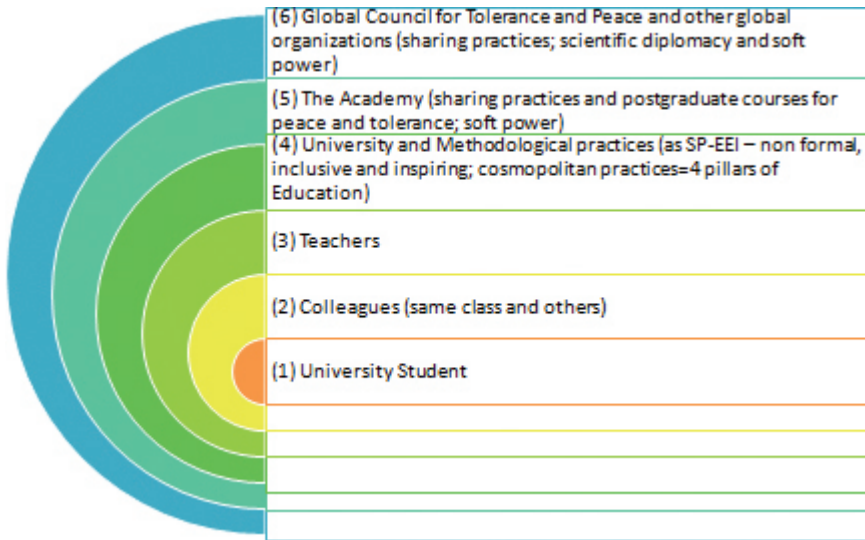 (6) Global Council for Tolerance and Peace and other global
organizations (sharing practices; scientific diplomacy and soft
power)
(5) The Academy (sharing practices and postgraduate courses for
peace and tolerance; soft power)
(4) University and Methodological practices (as SP-EEI – non formal,
inclusive and inspiring; cosmopolitan practices=4 pillars of
Education)
(3) Teachers
(2) Colleagues (same class and others)
(1) University Student